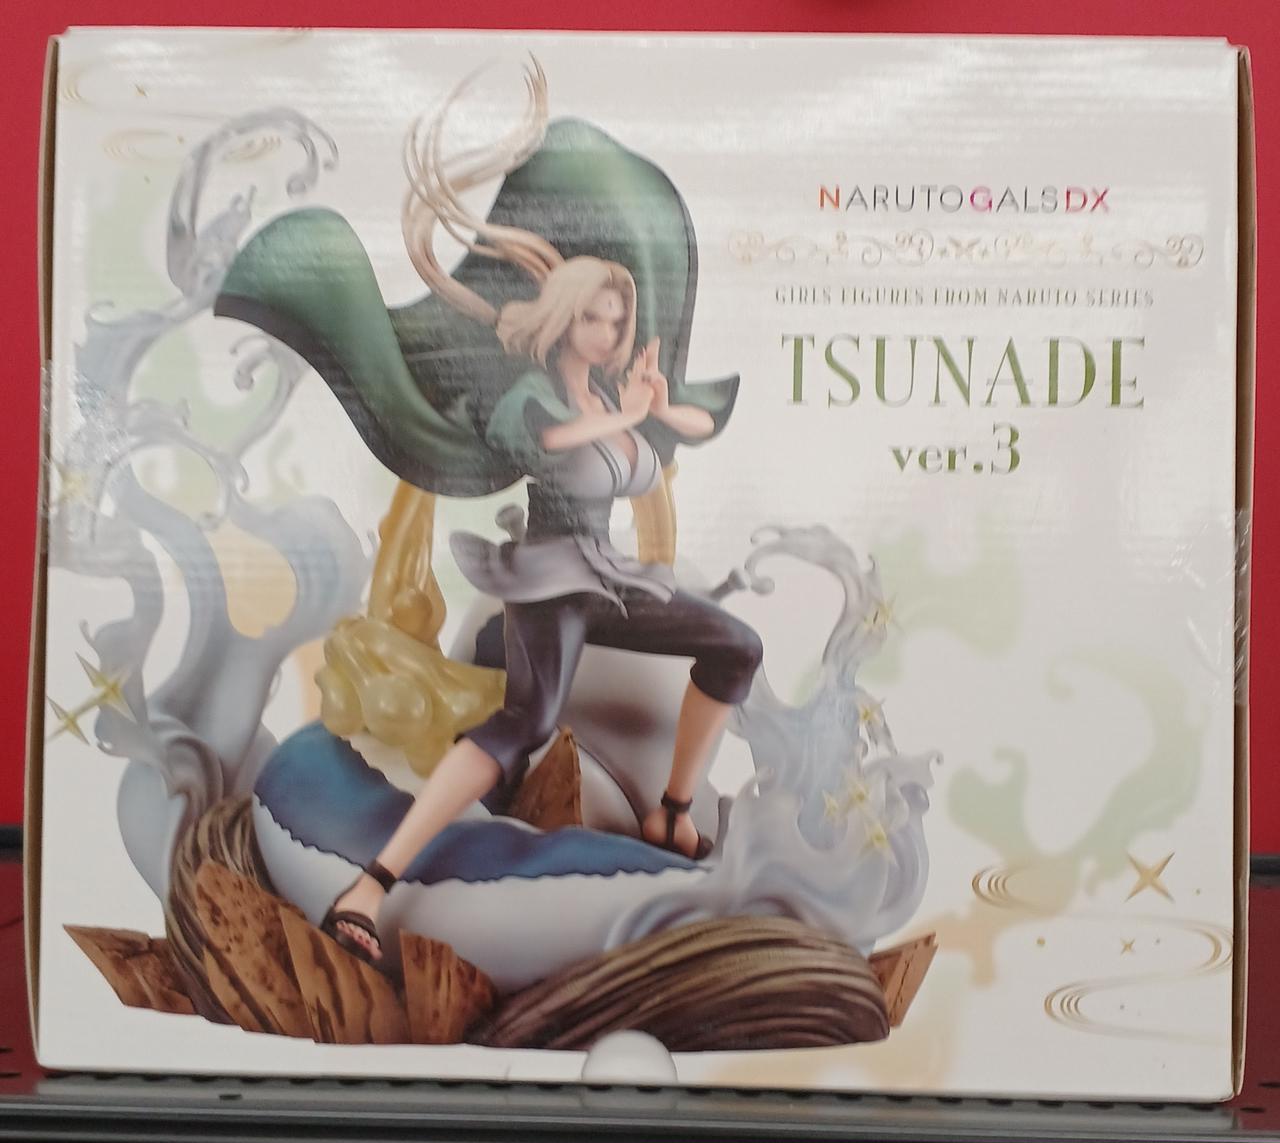 NARUTOGALSDX
GIRLS FIGURES FROM NARUTO SERIES
TSUNADE
ver.3